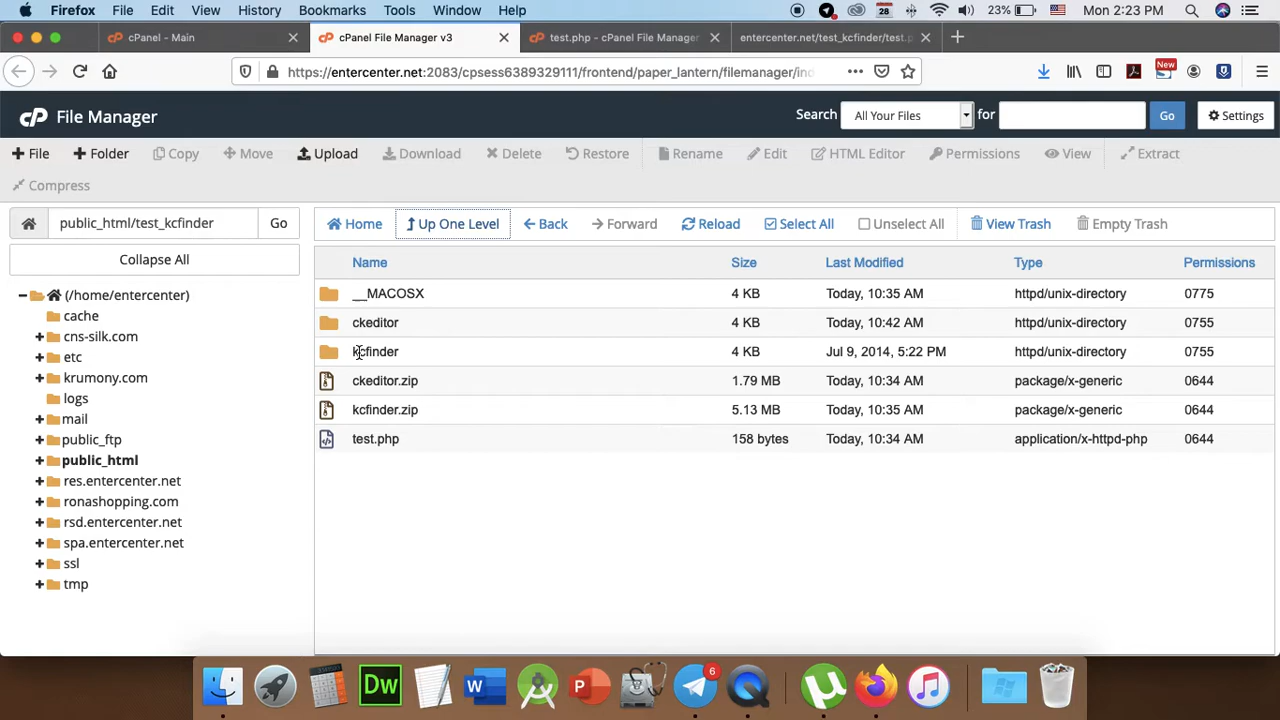 Firefox File Edit View History Bookmarks Tools Window Help 23% Mon 2:23 PM
cPanel - Main cPanel File Manager v3 test.php - cPanel File Manager entercenter.net/test_kcfinder/test.p
https://entercenter.net:2083/cpsess6389329111/frontend/paper_lantern/filemanager/ind New
cP File Manager Search All Your Files for Go Settings
File Folder Copy Move Upload Download Delete Restore Rename Edit HTML Editor Permissions View Extract
Compress
public_html/test_kcfinder Go Home Up One Level Back Forward Reload Select All Unselect All View Trash Empty Trash
Collapse All
Name Size Last Modified Type Permissions
(/home/entercenter)
cache
cns-silk.com
etc
krumony.com
logs
mail
public_ftp
public_html
res.entercenter.net
ronashopping.com
rsd.entercenter.net
spa.entercenter.net
ssl
tmp
__MACOSX 4 KB Today, 10:35 AM httpd/unix-directory 0775
ckeditor 4 KB Today, 10:42 AM httpd/unix-directory 0755
kcfinder 4 KB Jul 9, 2014, 5:22 PM httpd/unix-directory 0755
ckeditor.zip 1.79 MB Today, 10:34 AM package/x-generic 0644
kcfinder.zip 5.13 MB Today, 10:35 AM package/x-generic 0644
test.php 158 bytes Today, 10:34 AM application/x-httpd-php 0644
Dw W P 6